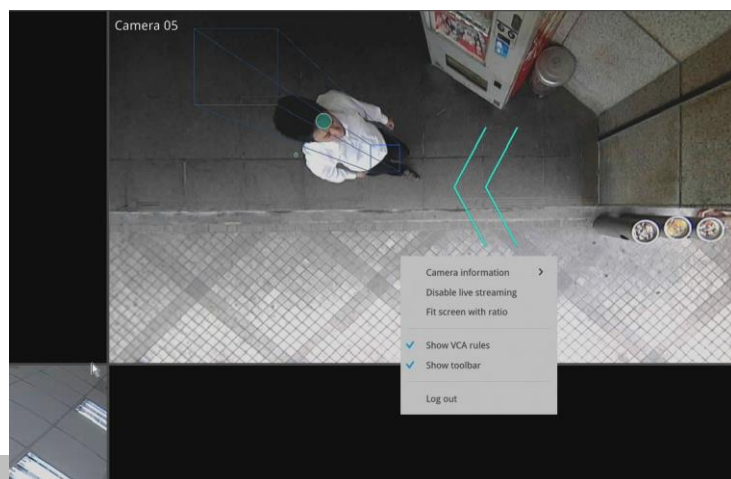 Camera 05
Camera information
Disable live streaming
Fit screen with ratio
Show VCA rules
Show toolbar
Log out